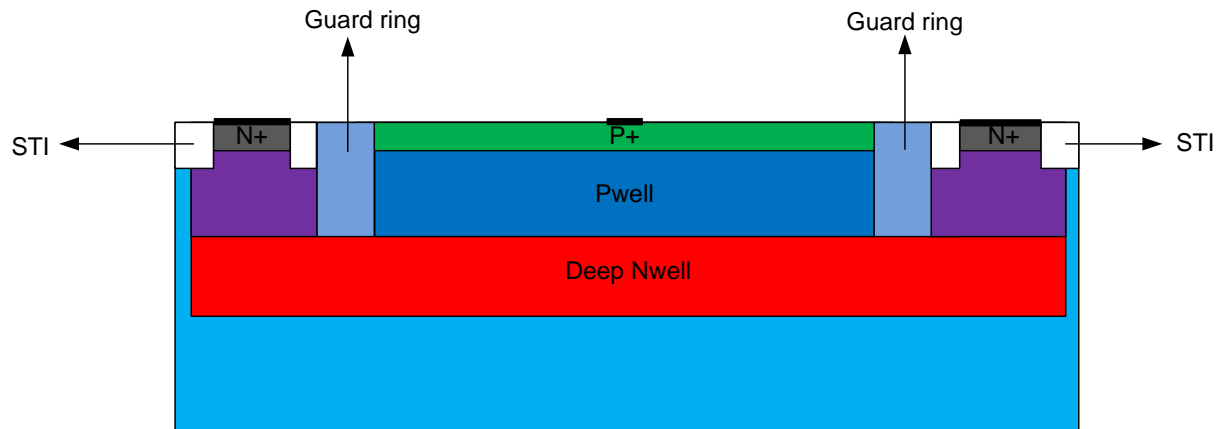 Guard ring
Guard ring
N+
P+
N+
STI
STI
Pwell
Deep Nwell